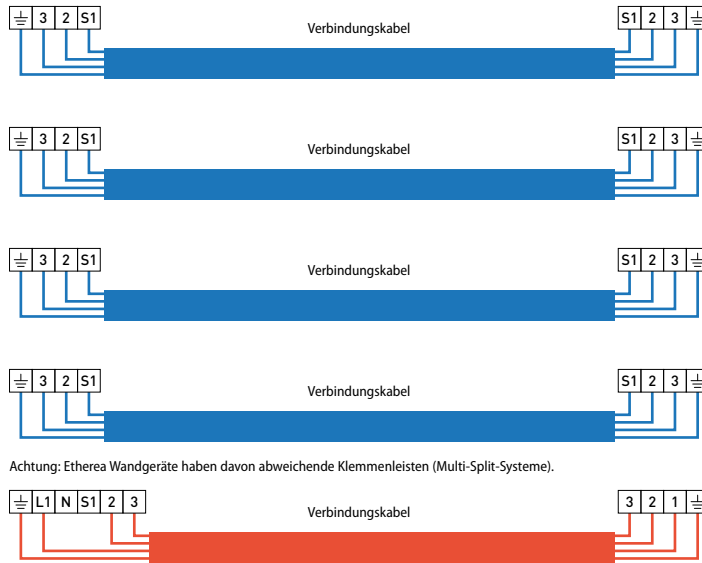 ⏚ 3 2 S1 Verbindungskabel S1 2 3 ⏚
⏚ 3 2 S1 Verbindungskabel S1 2 3 ⏚
⏚ 3 2 S1 Verbindungskabel S1 2 3 ⏚
⏚ 3 2 S1 Verbindungskabel S1 2 3 ⏚
Achtung: Etherea Wandgeräte haben davon abweichende Klemmenleisten (Multi-Split-Systeme).
⏚ L1 N S1 2 3 Verbindungskabel 3 2 1 ⏚